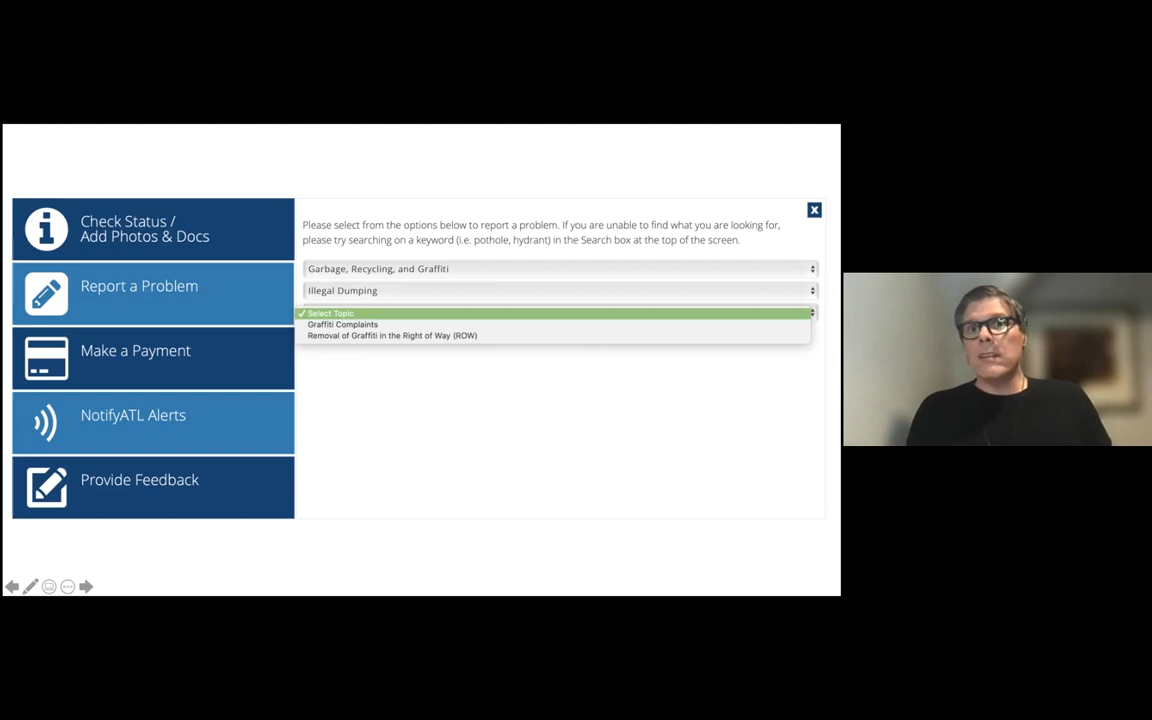 Check Status /
Add Photos & Docs
Report a Problem
Make a Payment
NotifyATL Alerts
Provide Feedback
X
Please select from the options below to report a problem. If you are unable to find what you are looking for,
please try searching on a keyword (i.e. pothole, hydrant) in the Search box at the top of the screen.
Garbage, Recycling, and Graffiti
Illegal Dumping
✓ Select Topic
Graffiti Complaints
Removal of Graffiti in the Right of Way (ROW)